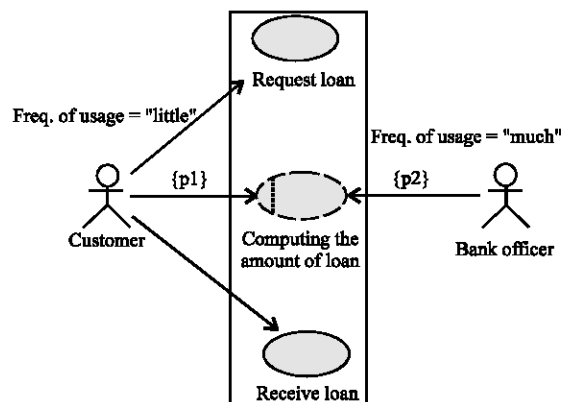 Request loan
Freq. of usage = "little"
Freq. of usage = "much"
{p1}
{p2}
Customer
Computing the
amount of loan
Bank officer
Receive loan